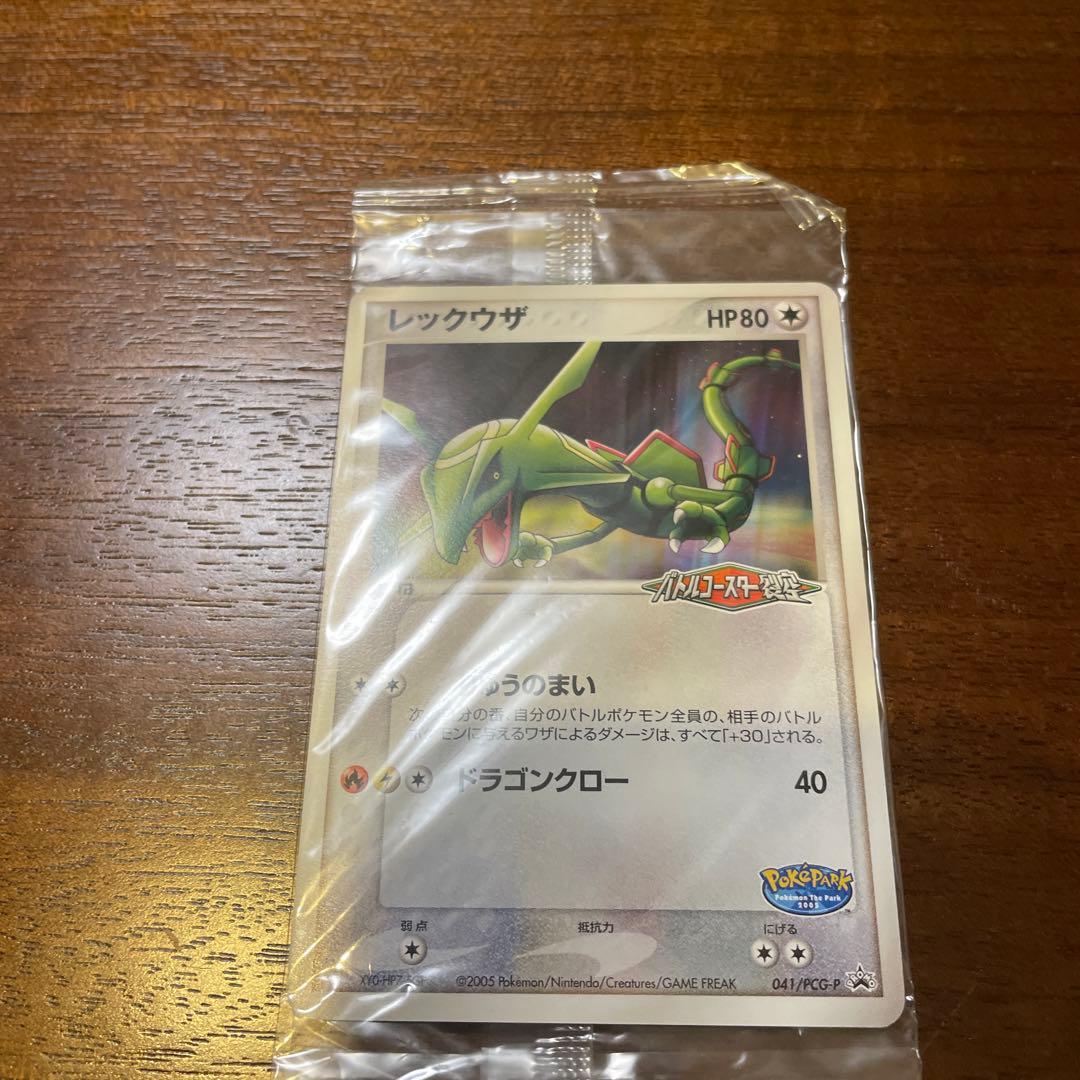 レックウザ
HP80
バトルコースター裂空
ゅうのまい
分の番、自分のバトルポケモン全員の、相手のバトル
モンに与えるワザによるダメージは、すべて「+30」される。
ドラゴンクロー 40
POKéPARK
Pokémon The Park
2005
弱点 抵抗力 にげる
©2005 Pokémon/Nintendo/Creatures/GAME FREAK 041/PCG-P